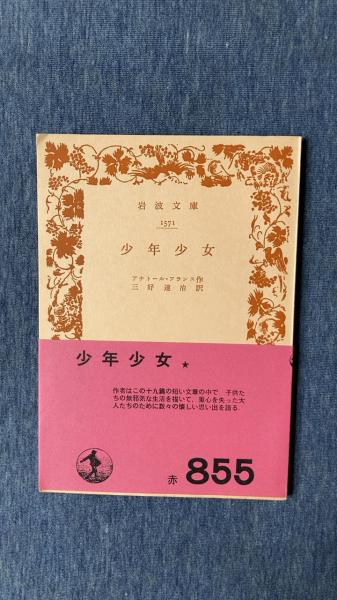 岩波文庫
1571
少年少女
アナトール・フランス作
三好達治訳
少年少女 ★
作者はこの十九篇の短い文章の中で、子供た
ちの無邪気な生活を描いて、童心を失った大
人たちのために数々の懐しい思い出を語る.
赤 855